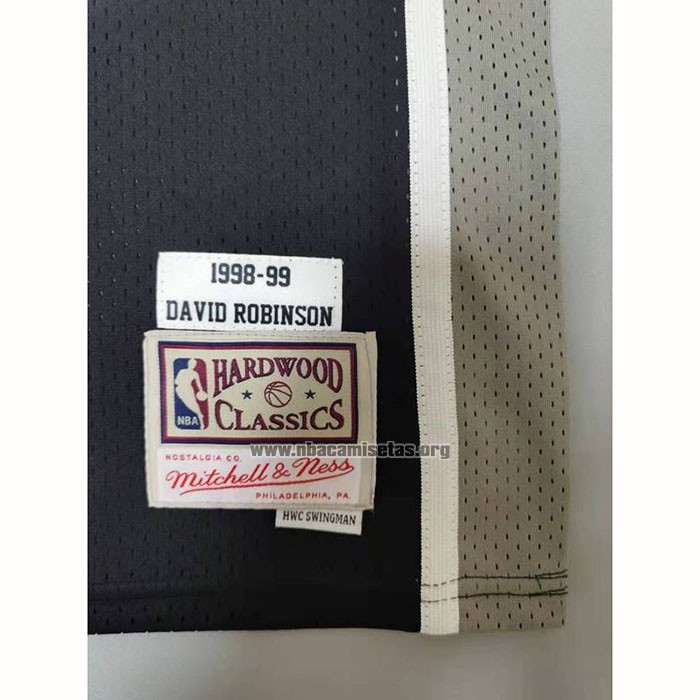 1998-99
DAVID ROBINSON
HARDWOOD
CLASSICS
NBA
www.nbacamisetas.org
NOSTALGIA CO.
Mitchell & Ness
PHILADELPHIA, PA.
HWC SWINGMAN